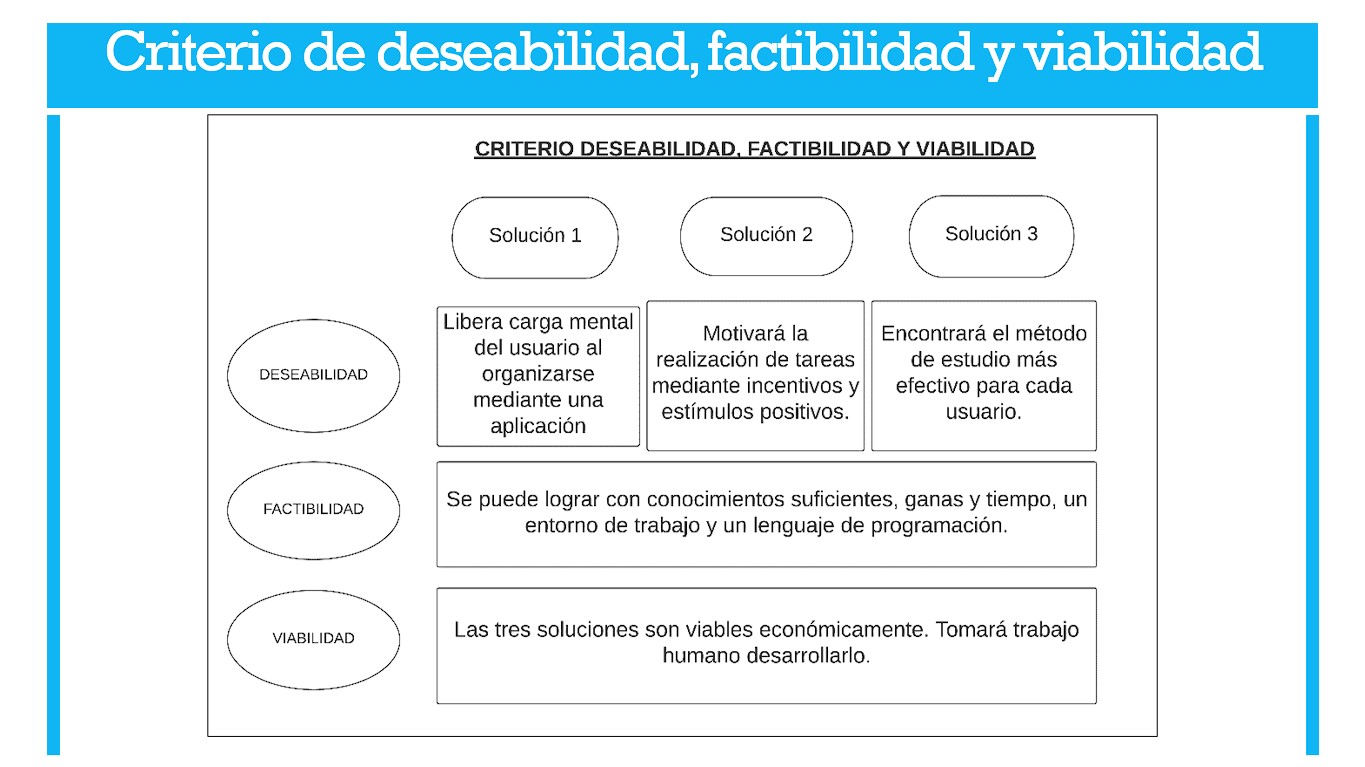 Criterio de deseabilidad, factibilidad y viabilidad
CRITERIO DESEABILIDAD, FACTIBILIDAD Y VIABILIDAD
Solución 1
Solución 2
Solución 3
DESEABILIDAD
Libera carga mental
del usuario al
organizarse
mediante una
aplicación
Motivará la
realización de tareas
mediante incentivos y
estímulos positivos.
Encontrará el método
de estudio más
efectivo para cada
usuario.
FACTIBILIDAD
Se puede lograr con conocimientos suficientes, ganas y tiempo, un
entorno de trabajo y un lenguaje de programación.
VIABILIDAD
Las tres soluciones son viables económicamente. Tomará trabajo
humano desarrollarlo.